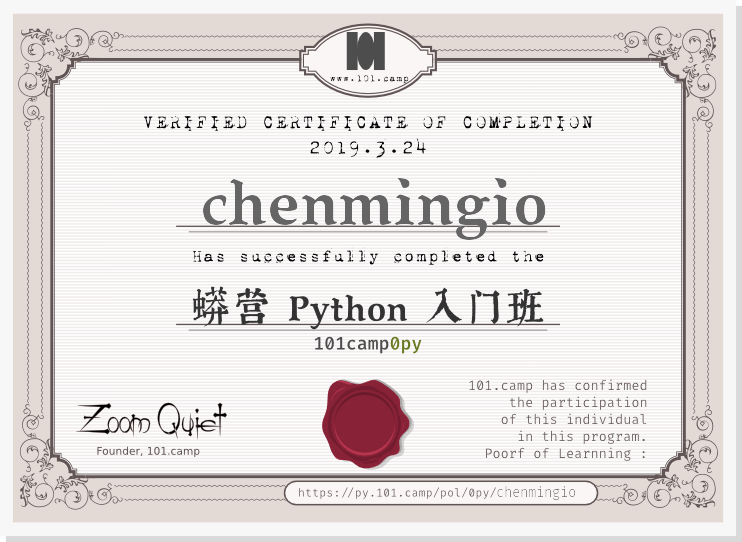 101
www.101.camp
VERIFIED CERTIFICATE OF COMPLETION
2019.3.24
chenmingio
Has successfully completed the
蟒营 Python 入门班
101camp0py
Zoom Quiet
Founder, 101.camp
101.camp has confirmed
the participation
of this individual
in this program.
Poorf of Learnning :
https://py.101.camp/pol/0py/chenmingio